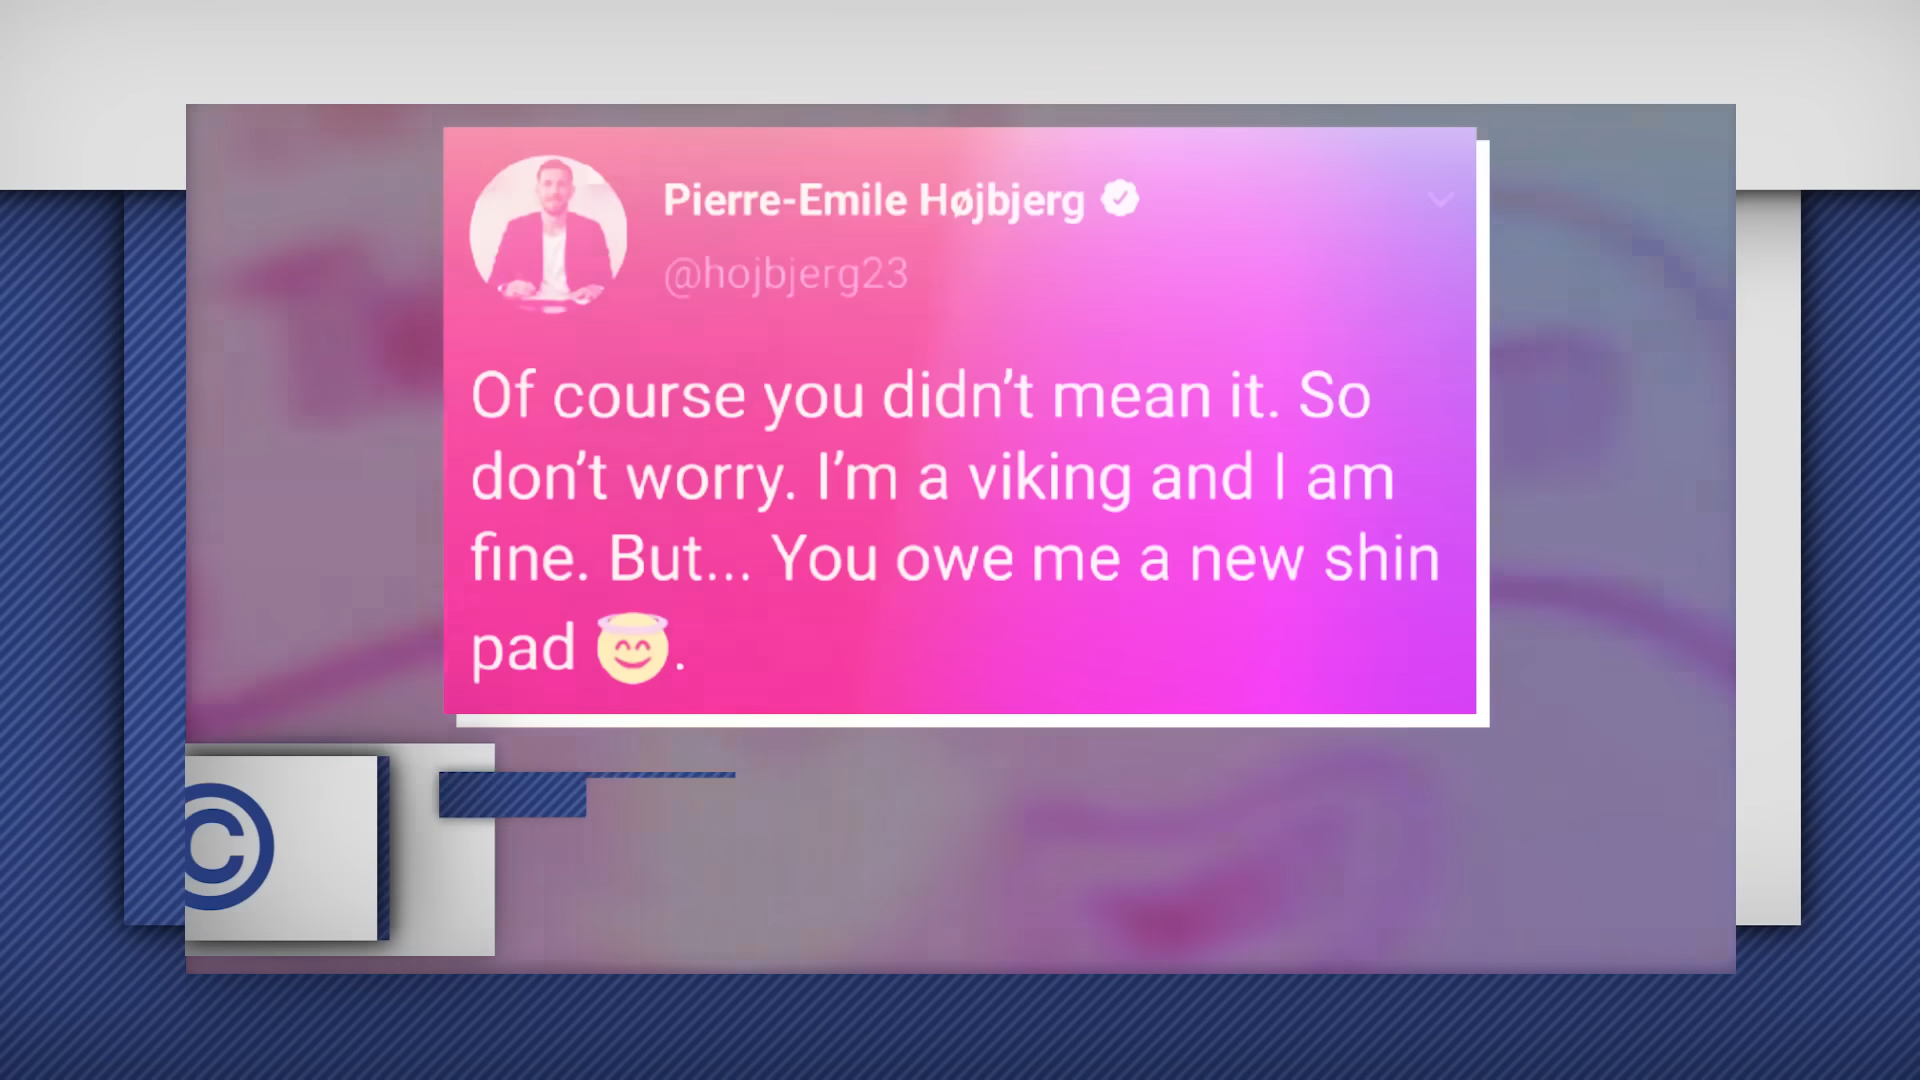 Pierre-Emile Højbjerg
@hojbjerg23
Of course you didn’t mean it. So
don’t worry. I’m a viking and I am
fine. But... You owe me a new shin
pad 😇.
©